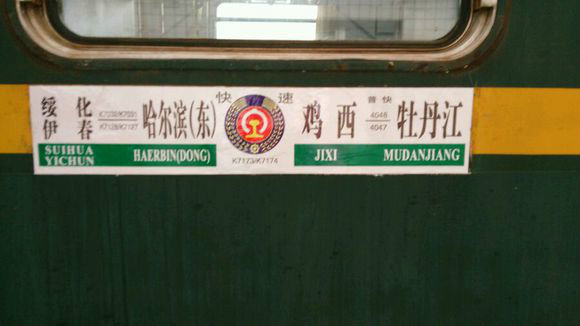 绥化
伊春
K7128/K7127
哈尔滨(东)
快速
K7173/K7174
鸡西
普快
4048
4047
牡丹江
SUIHUA
YICHUN
HAERBIN(DONG)
JIXI
MUDANJIANG